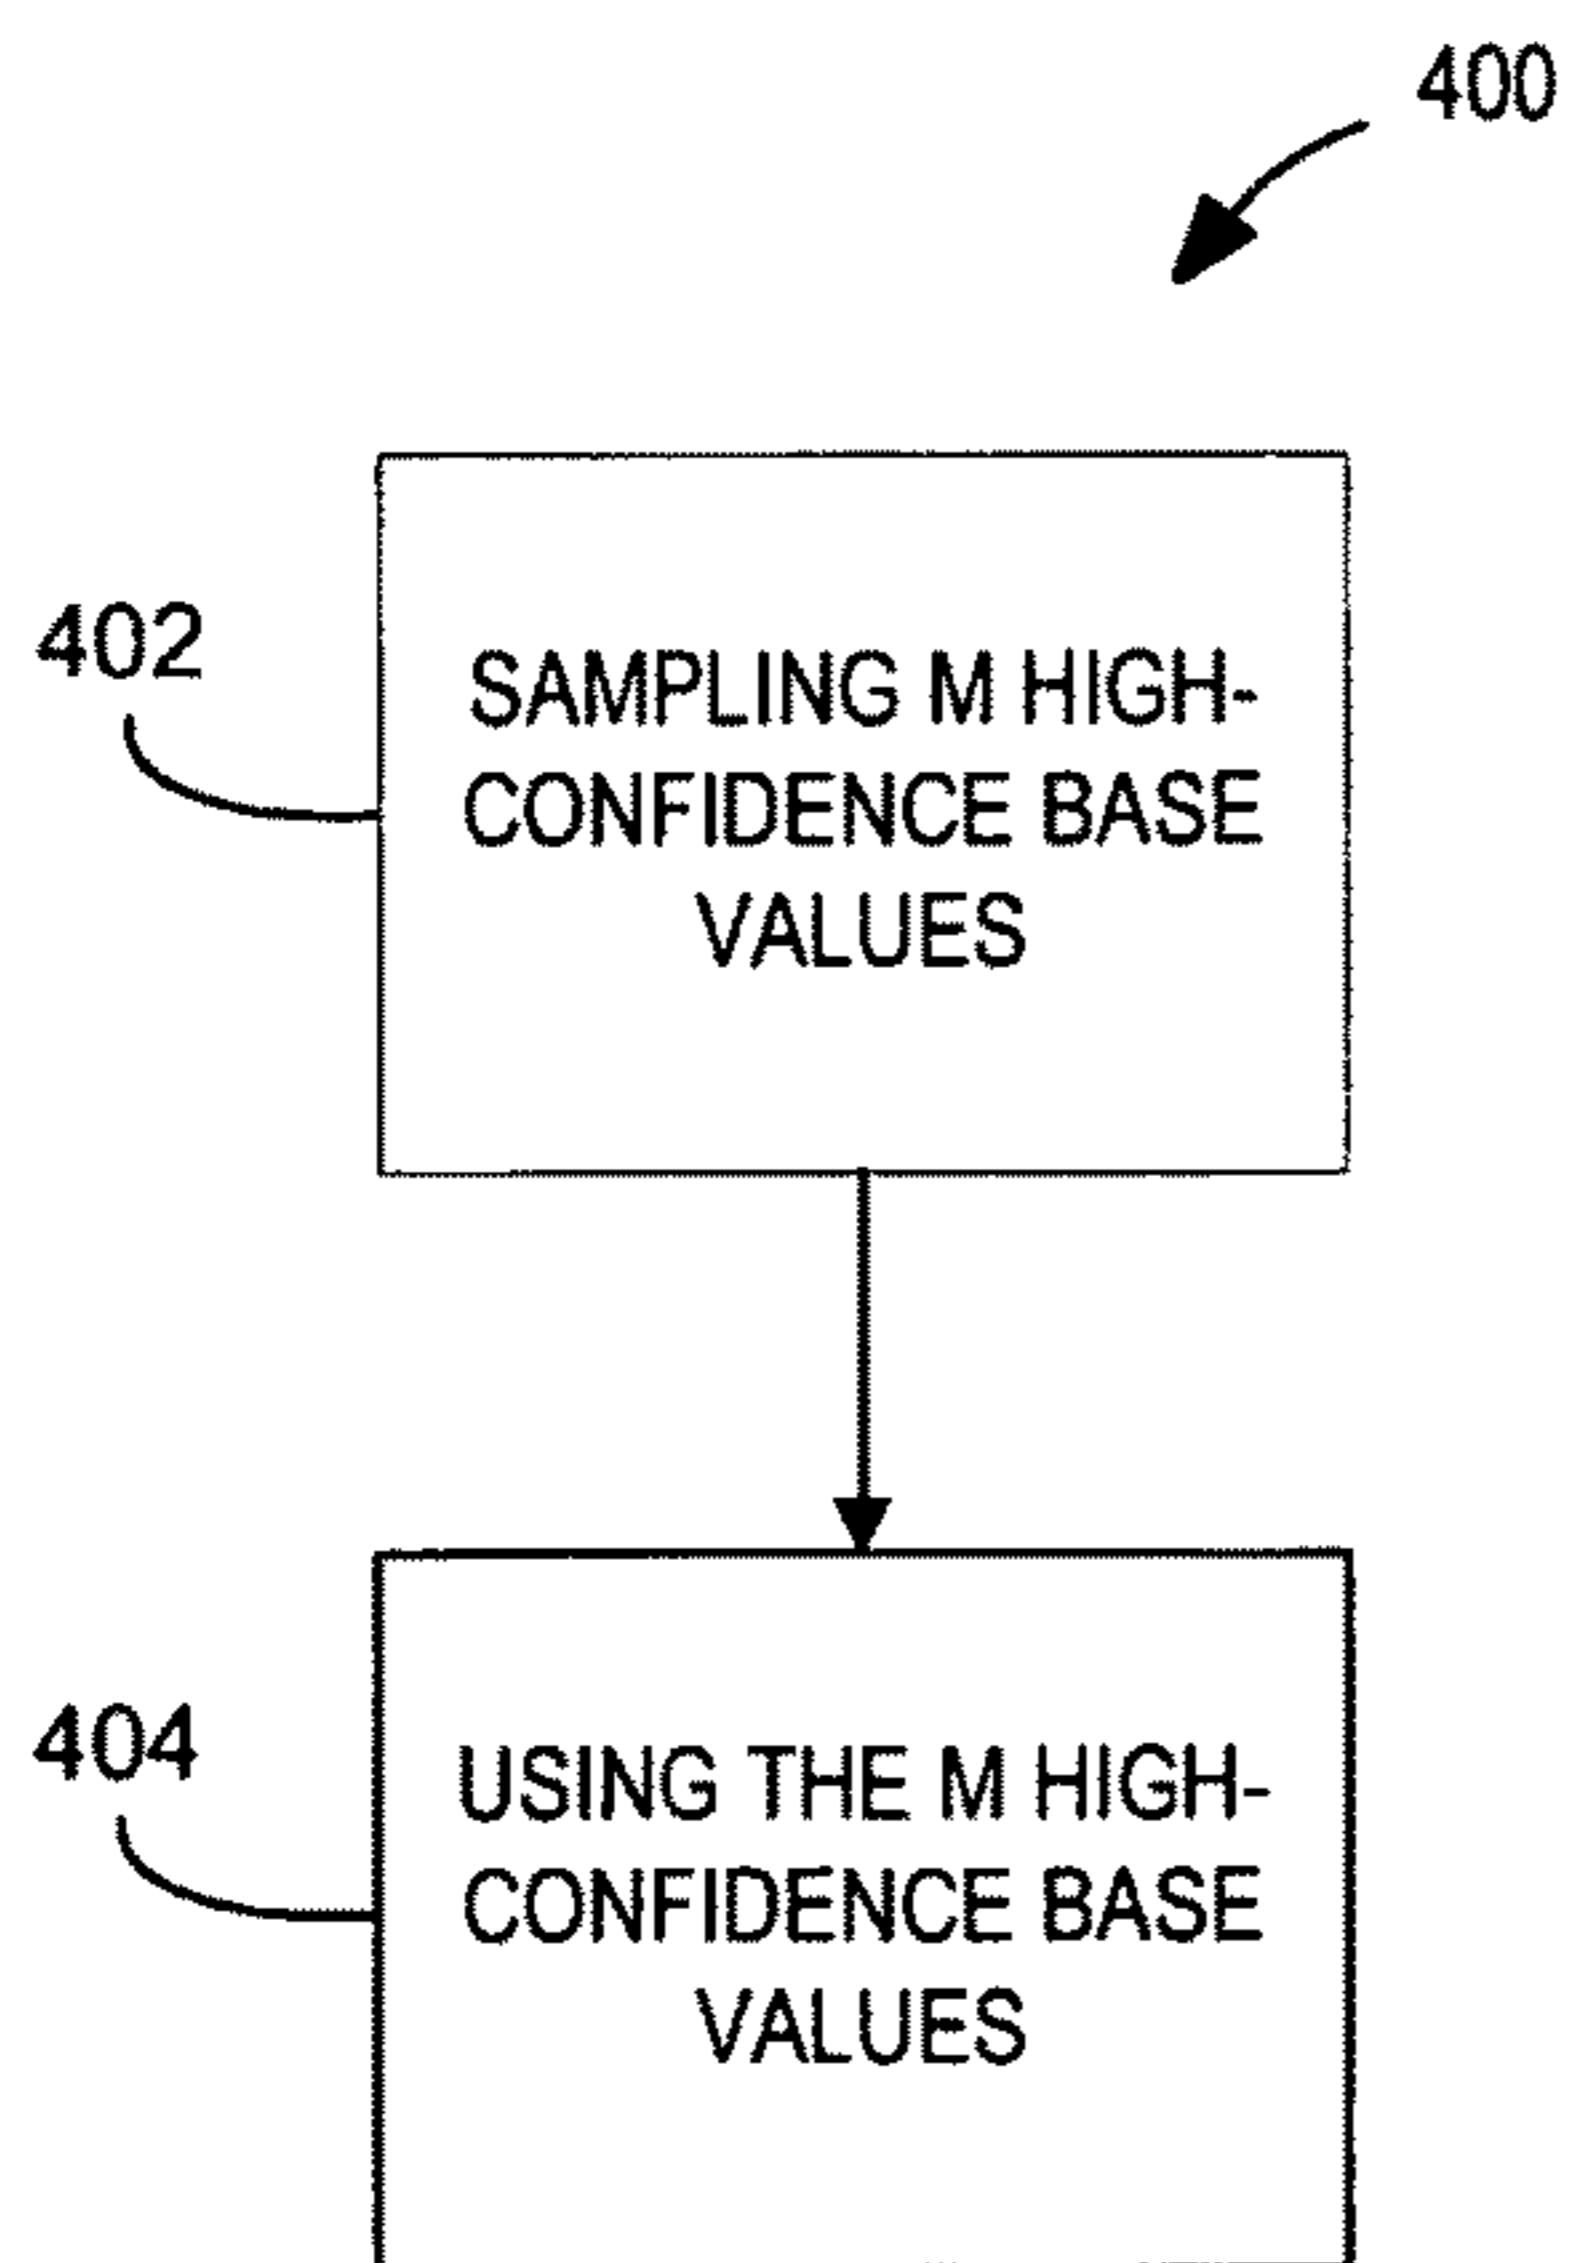 400
402
SAMPLING M HIGH-
CONFIDENCE BASE
VALUES
404
USING THE M HIGH-
CONFIDENCE BASE
VALUES